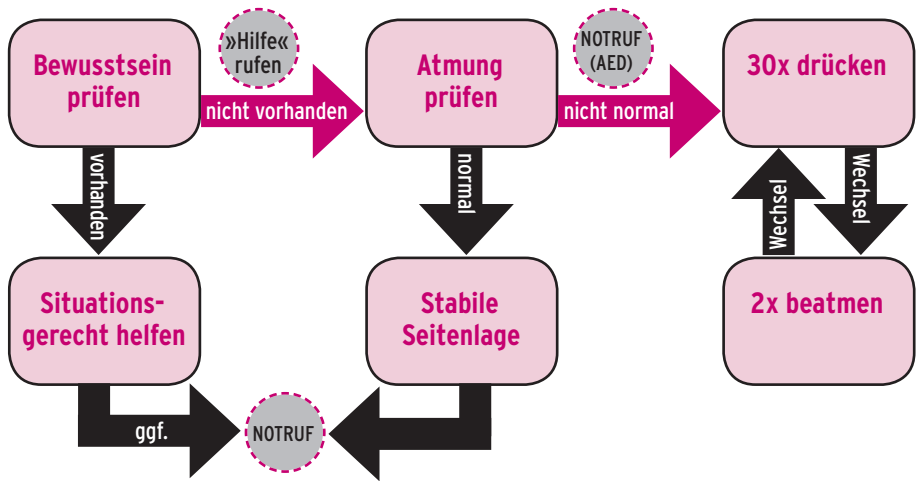 Bewusstsein
prüfen
»Hilfe«
rufen
nicht vorhanden
Atmung
prüfen
NOTRUF
(AED)
nicht normal
30x drücken
vorhanden
normal
Wechsel
Wechsel
Situations-
gerecht helfen
Stabile
Seitenlage
2x beatmen
ggf.
NOTRUF